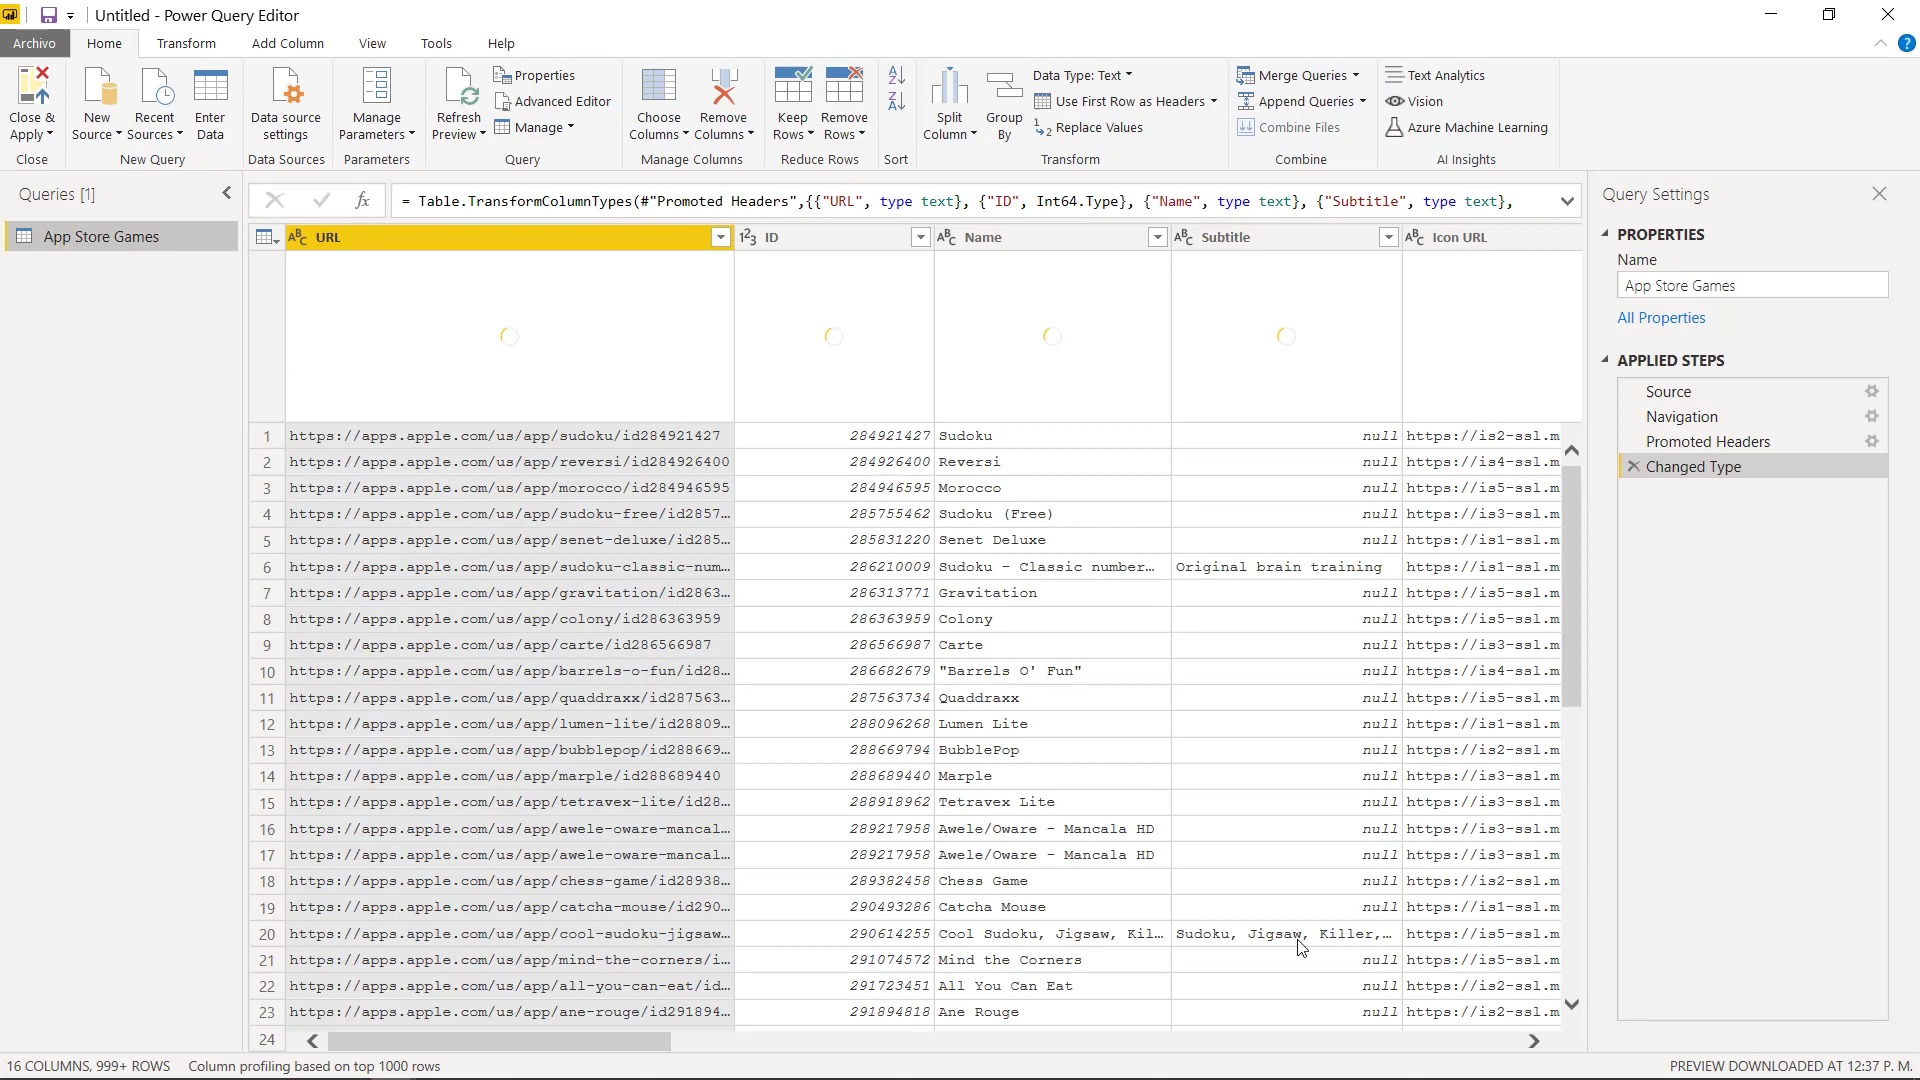 Untitled - Power Query Editor
Archivo Home Transform Add Column View Tools Help
Close & Apply
New Source
Recent Sources
Enter Data
Data source settings
Manage Parameters
Refresh Preview
Properties
Advanced Editor
Manage
Choose Columns
Remove Columns
Keep Rows
Remove Rows
Split Column
Group By
Data Type: Text
Use First Row as Headers
Replace Values
Merge Queries
Append Queries
Combine Files
Text Analytics
Vision
Azure Machine Learning
Close New Query Data Sources Parameters Query Manage Columns Reduce Rows Sort Transform Combine AI Insights
Queries [1]
App Store Games
fx = Table.TransformColumnTypes(#"Promoted Headers",{{"URL", type text}, {"ID", Int64.Type}, {"Name", type text}, {"Subtitle", type text},
ABC URL 123 ID ABC Name ABC Subtitle ABC Icon URL
1 https://apps.apple.com/us/app/sudoku/id284921427 284921427 Sudoku null https://is2-ssl.m
2 https://apps.apple.com/us/app/reversi/id284926400 284926400 Reversi null https://is4-ssl.m
3 https://apps.apple.com/us/app/morocco/id284946595 284946595 Morocco null https://is5-ssl.m
4 https://apps.apple.com/us/app/sudoku-free/id2857… 285755462 Sudoku (Free) null https://is3-ssl.m
5 https://apps.apple.com/us/app/senet-deluxe/id285… 285831220 Senet Deluxe null https://is1-ssl.m
6 https://apps.apple.com/us/app/sudoku-classic-num… 286210009 Sudoku - Classic number… Original brain training https://is1-ssl.m
7 https://apps.apple.com/us/app/gravitation/id2863… 286313771 Gravitation null https://is5-ssl.m
8 https://apps.apple.com/us/app/colony/id286363959 286363959 Colony null https://is5-ssl.m
9 https://apps.apple.com/us/app/carte/id286566987 286566987 Carte null https://is3-ssl.m
10 https://apps.apple.com/us/app/barrels-o-fun/id28… 286682679 "Barrels O' Fun" null https://is4-ssl.m
11 https://apps.apple.com/us/app/quaddraxx/id287563… 287563734 Quaddraxx null https://is5-ssl.m
12 https://apps.apple.com/us/app/lumen-lite/id28809… 288096268 Lumen Lite null https://is1-ssl.m
13 https://apps.apple.com/us/app/bubblepop/id288669… 288669794 BubblePop null https://is2-ssl.m
14 https://apps.apple.com/us/app/marple/id288689440 288689440 Marple null https://is3-ssl.m
15 https://apps.apple.com/us/app/tetravex-lite/id28… 288918962 Tetravex Lite null https://is3-ssl.m
16 https://apps.apple.com/us/app/awele-oware-mancal… 289217958 Awele/Oware - Mancala HD null https://is3-ssl.m
17 https://apps.apple.com/us/app/awele-oware-mancal… 289217958 Awele/Oware - Mancala HD null https://is3-ssl.m
18 https://apps.apple.com/us/app/chess-game/id28938… 289382458 Chess Game null https://is2-ssl.m
19 https://apps.apple.com/us/app/catcha-mouse/id290… 290493286 Catcha Mouse null https://is1-ssl.m
20 https://apps.apple.com/us/app/cool-sudoku-jigsaw… 290614255 Cool Sudoku, Jigsaw, Kil… Sudoku, Jigsaw, Killer,… https://is5-ssl.m
21 https://apps.apple.com/us/app/mind-the-corners/i… 291074572 Mind the Corners null https://is5-ssl.m
22 https://apps.apple.com/us/app/all-you-can-eat/id… 291723451 All You Can Eat null https://is2-ssl.m
23 https://apps.apple.com/us/app/ane-rouge/id291894… 291894818 Ane Rouge null https://is2-ssl.m
24
Query Settings
PROPERTIES
Name
App Store Games
All Properties
APPLIED STEPS
Source
Navigation
Promoted Headers
Changed Type
16 COLUMNS, 999+ ROWS Column profiling based on top 1000 rows PREVIEW DOWNLOADED AT 12:37 P. M.